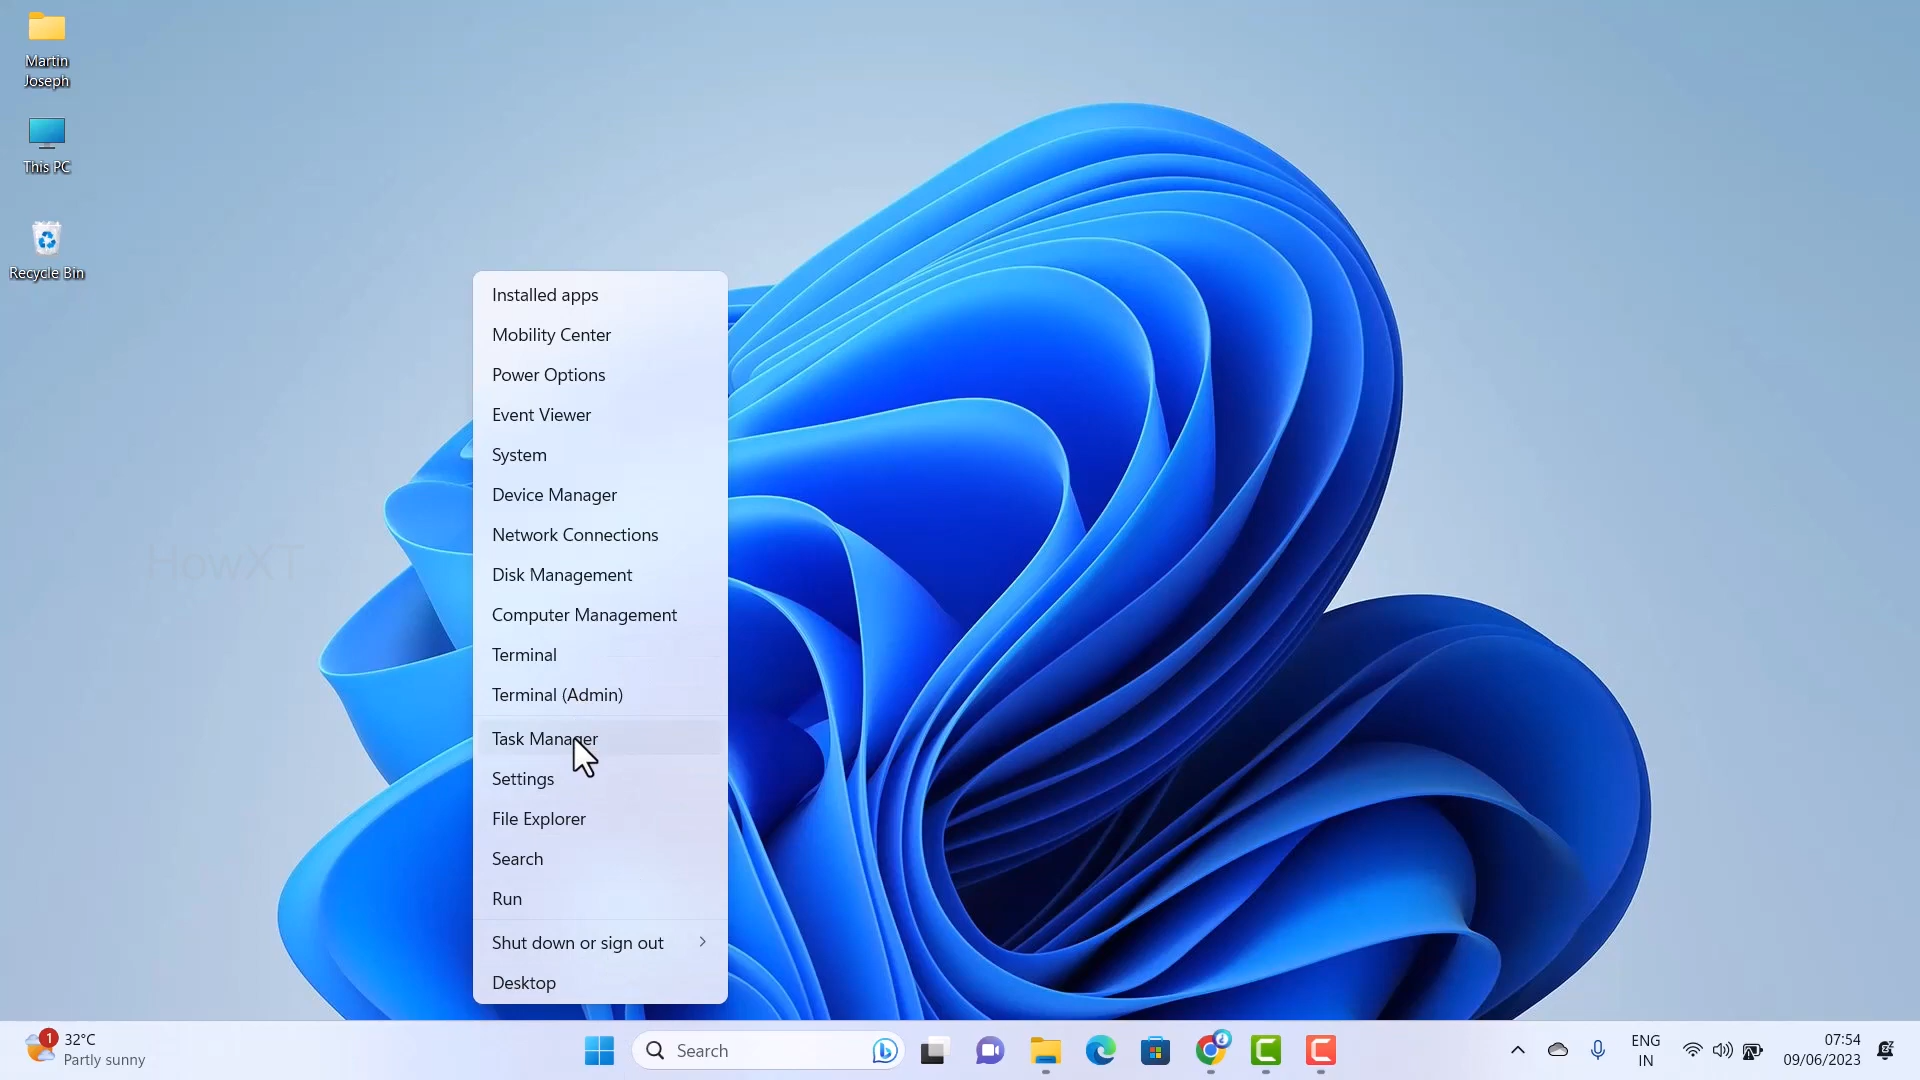 Martin
Joseph
This PC
Recycle Bin
HowXT
Installed apps
Mobility Center
Power Options
Event Viewer
System
Device Manager
Network Connections
Disk Management
Computer Management
Terminal
Terminal (Admin)
Task Manager
Settings
File Explorer
Search
Run
Shut down or sign out
Desktop
1
32°C
Partly sunny
Search
ENG
IN
07:54
09/06/2023